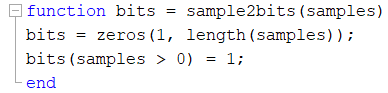 function bits = sample2bits(samples)
bits = zeros(1, length(samples));
bits(samples > 0) = 1;
end